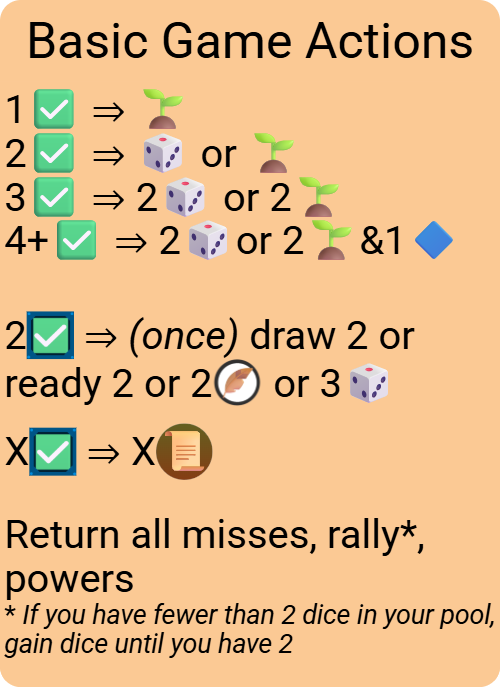 Basic Game Actions
1 ✅ ⇒ 🌱
2 ✅ ⇒ 🎲 or 🌱
3 ✅ ⇒ 2 🎲 or 2 🌱
4+ ✅ ⇒ 2 🎲 or 2 🌱 &1 🔷
2 ✅ ⇒ (once) draw 2 or
ready 2 or 2 🪶 or 3 🎲
X ✅ ⇒ X 📜
Return all misses, rally*,
powers
* If you have fewer than 2 dice in your pool,
gain dice until you have 2